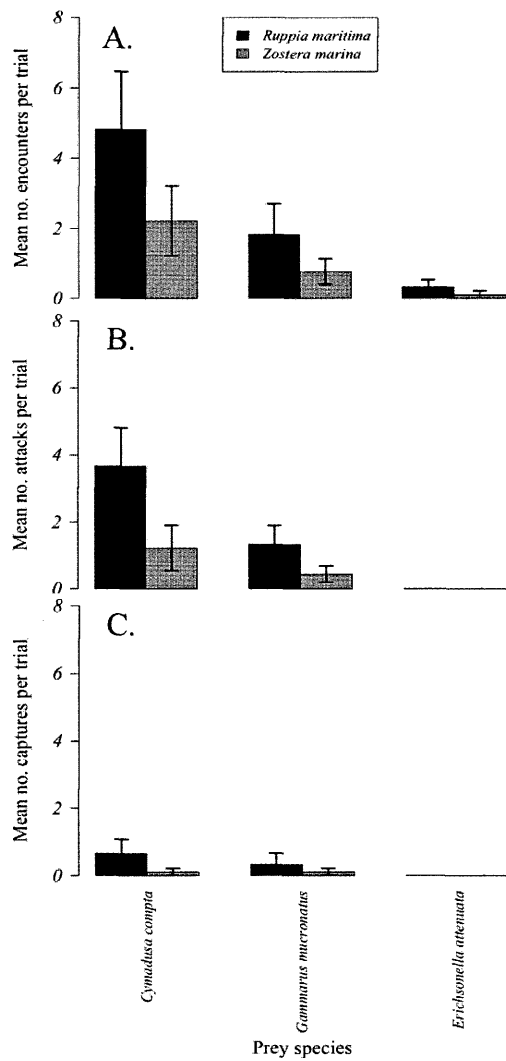 A.
Ruppia maritima
Zostera marina
Mean no. encounters per trial
8
6
4
2
0
B.
Mean no. attacks per trial
8
6
4
2
0
C.
Mean no. captures per trial
8
6
4
2
0
Cymadusa compta
Gammarus mucronatus
Erichsonella attenuata
Prey species